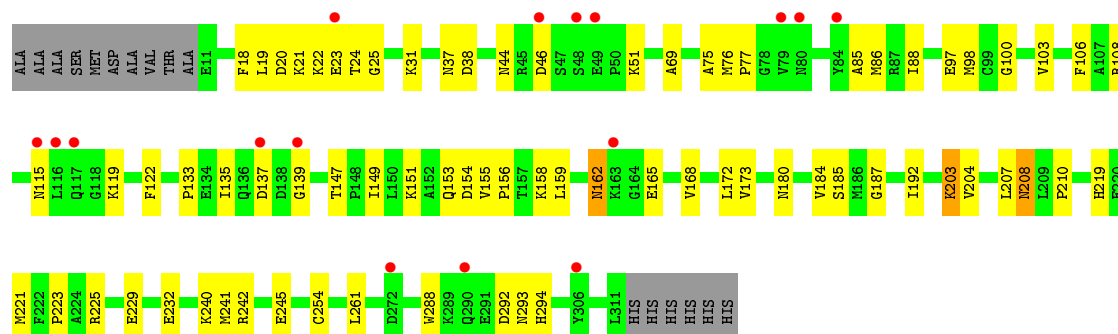 ALA ALA ALA SER MET ASP ALA VAL THR ALA E11 F18 L19 D20 K21 K22 E23 T24 G25 K31 N37 D38 N44 R45 D46 S47 S48 E49 P50 K51 A69 A75 M76 P77 G78 V79 N80 Y84 A85 M86 R87 I88 E97 M98 C99 G100 V103 F106 A107
N115 L116 Q117 G118 K119 F122 P133 E134 I135 Q136 D137 D138 G139 T147 P148 I149 L150 K151 A152 Q153 D154 V155 P156 T157 K158 L159 N162 K163 G164 E165 V168 L172 V173 N180 V184 S185 M186 G187 I192 K203 V204 L207 N208 L209 P210 H219
M221 F222 P223 A224 R225 E229 E232 K240 M241 R242 E245 C254 L261 D272 W288 K289 Q290 E291 D292 N293 H294 Y306 L311 HIS HIS HIS HIS HIS HIS